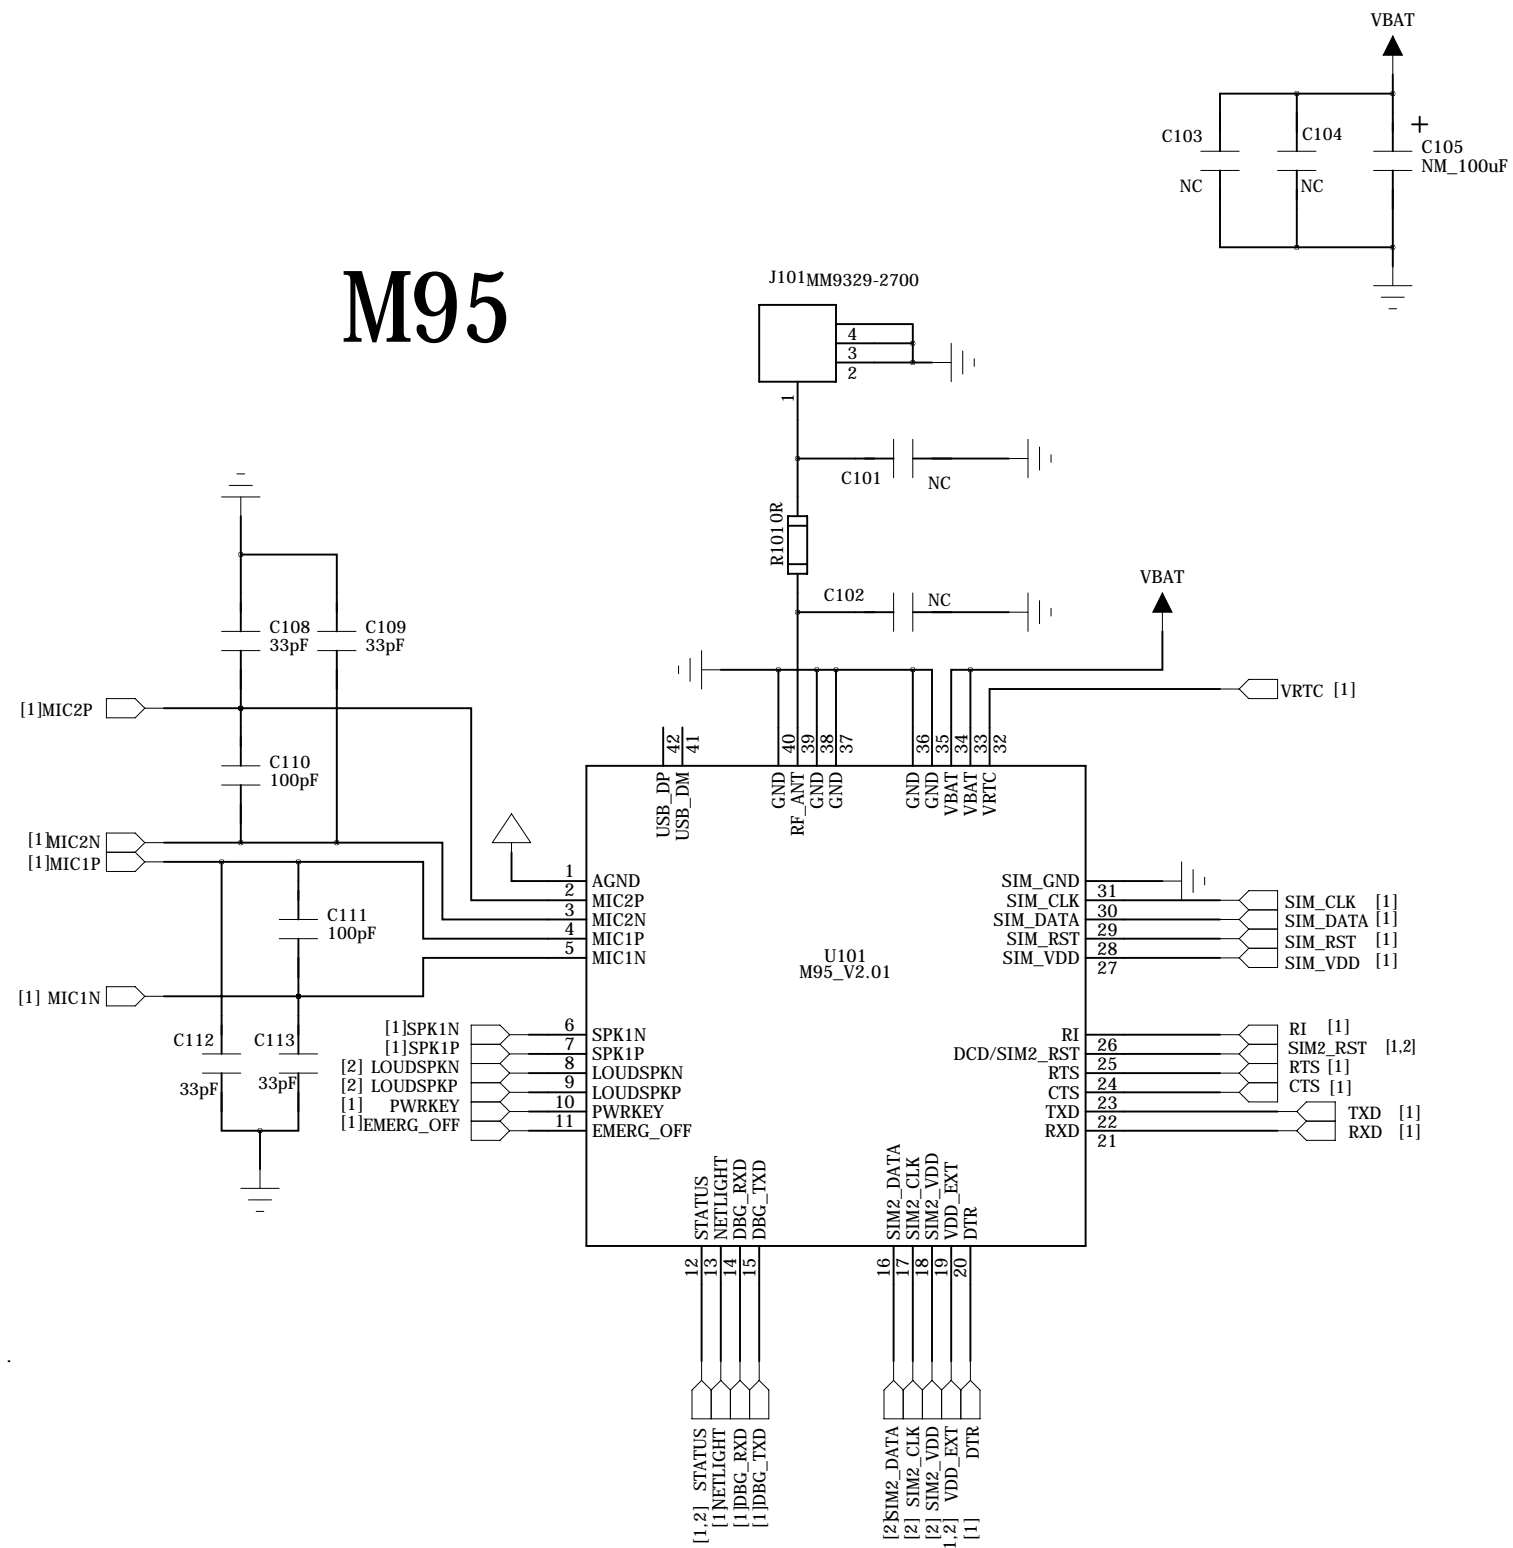 VBAT
C103
C104
C105
NM_100uF
NC
NC
M95
J101 MM9329-2700
4
3
2
1
C101
NC
R101 0R
C102
NC
VBAT
C108
33pF
C109
33pF
[1]MIC2P
VRTC [1]
C110
100pF
42
41
40
39
38
37
36
35
34
33
32
USB_DP
USB_DM
GND
RF_ANT
GND
GND
GND
GND
VBAT
VBAT
VRTC
[1]MIC2N
[1]MIC1P
1
AGND
2
MIC2P
3
MIC2N
4
MIC1P
5
MIC1N
C111
100pF
[1] MIC1N
U101
M95_V2.01
SIM_GND
31
SIM_CLK
30
SIM_DATA
29
SIM_RST
28
SIM_VDD
27
SIM_CLK [1]
SIM_DATA [1]
SIM_RST [1]
SIM_VDD [1]
C112
33pF
C113
33pF
[1]SPK1N
[1]SPK1P
[2] LOUDSPKN
[2] LOUDSPKP
[1] PWRKEY
[1]EMERG_OFF
6
SPK1N
7
SPK1P
8
LOUDSPKN
9
LOUDSPKP
10
PWRKEY
11
EMERG_OFF
RI
26
DCD/SIM2_RST
25
RTS
24
CTS
23
TXD
22
RXD
21
RI [1]
SIM2_RST [1,2]
RTS [1]
CTS [1]
TXD [1]
RXD [1]
STATUS
NETLIGHT
DBG_RXD
DBG_TXD
SIM2_DATA
SIM2_CLK
SIM2_VDD
VDD_EXT
DTR
12
13
14
15
16
17
18
19
20
[1,2] STATUS
[1]NETLIGHT
[1]DBG_RXD
[1]DBG_TXD
[2]SIM2_DATA
[2] SIM2_CLK
[2] SIM2_VDD
1,2] VDD_EXT
[1] DTR